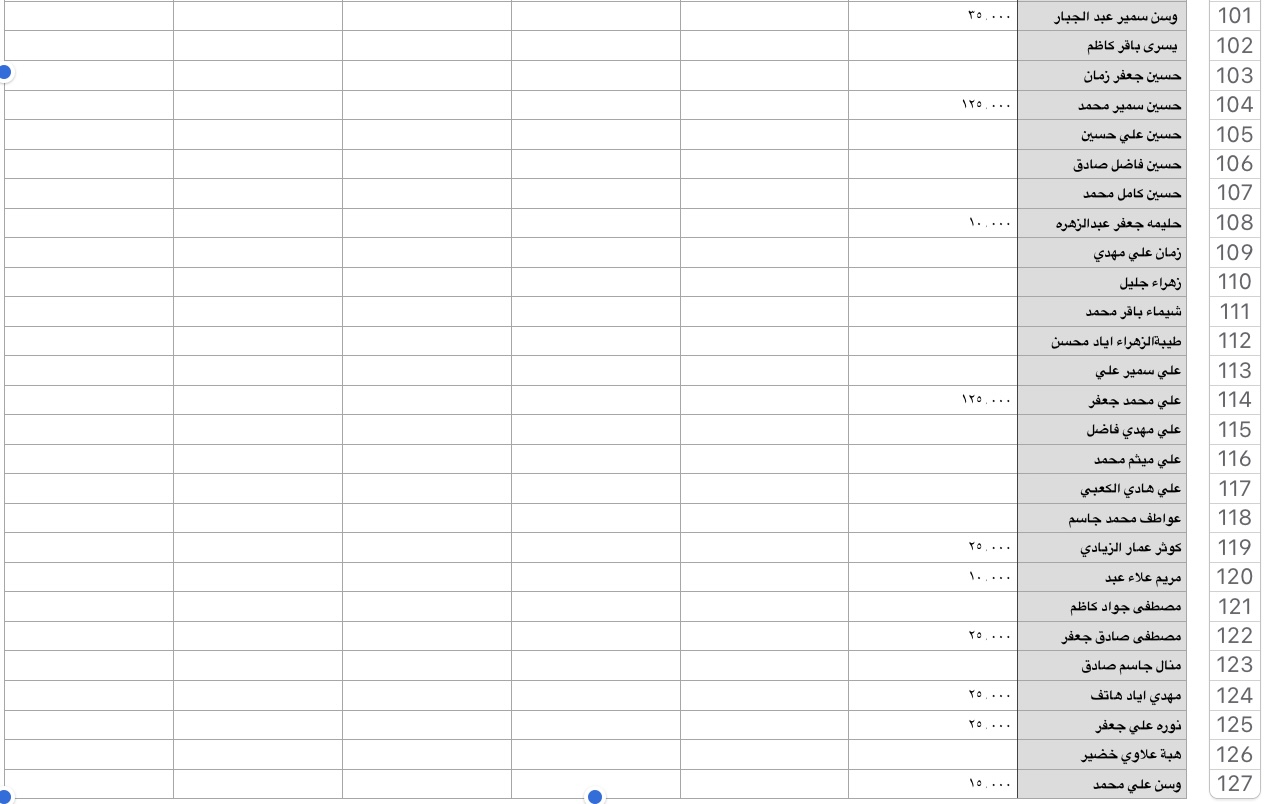 101 وسن سمير عبد الجبار ٣٥.٠٠٠
102 يسرى باقر كاظم
103 حسين جعفر زمان
104 حسين سمير محمد ١٢٥.٠٠٠
105 حسين علي حسين
106 حسين فاضل صادق
107 حسين كامل محمد
108 حليمه جعفر عبدالزهره ١٠.٠٠٠
109 زمان علي مهدي
110 زهراء جليل
111 شيماء باقر محمد
112 طيبةالزهراء اياد محسن
113 علي سمير علي
114 علي محمد جعفر ١٢٥.٠٠٠
115 علي مهدي فاضل
116 علي ميثم محمد
117 علي هادي الكعبي
118 عواطف محمد جاسم
119 كوثر عمار الزيادي ٢٥.٠٠٠
120 مريم علاء عبد ١٠.٠٠٠
121 مصطفى جواد كاظم
122 مصطفى صادق جعفر ٢٥.٠٠٠
123 منال جاسم صادق
124 مهدي اياد هاتف ٢٥.٠٠٠
125 نوره علي جعفر ٢٥.٠٠٠
126 هبة علاوي خضير
127 وسن علي محمد ١٥.٠٠٠